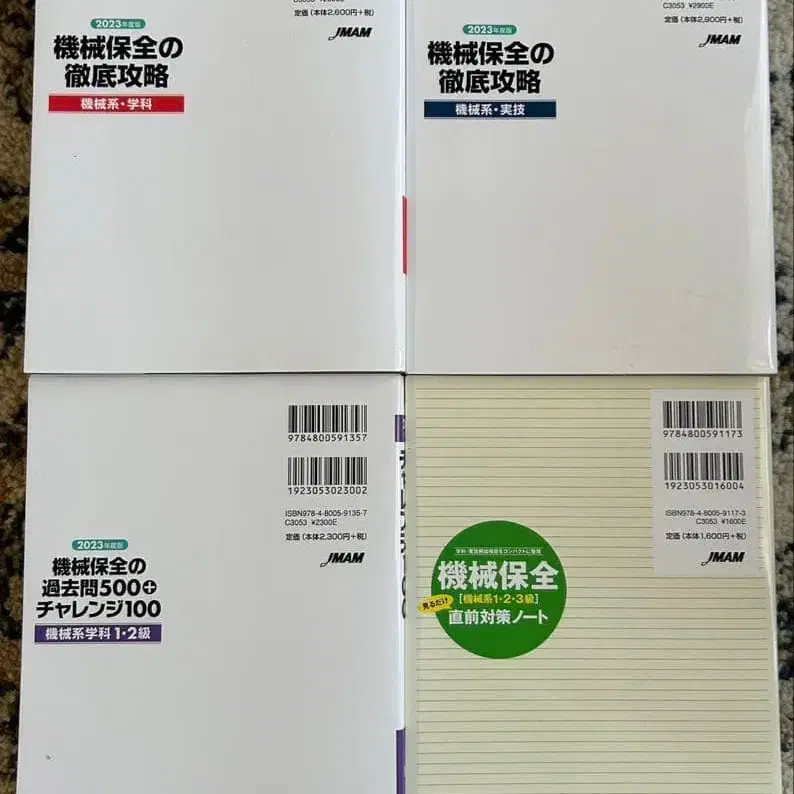 定価(本体2,600円+税)
JMAM
2023年度版
機械保全の
徹底攻略
機械系・学科
C3053 ¥2900E
定価(本体2,900円+税)
JMAM
2023年度版
機械保全の
徹底攻略
機械系・実技
9784800591357
1923053023002
ISBN978-4-8005-9135-7
C3053 ¥2300E
定価(本体2,300円+税)
JMAM
2023年度版
機械保全の
過去問500+
チャレンジ100
機械系学科1・2級
9784800591173
1923053016004
ISBN978-4-8005-9117-3
C3053 ¥1600E
定価(本体1,600円+税)
JMAM
機械保全
[機械系1・2・3級]
見るだけ
直前対策ノート